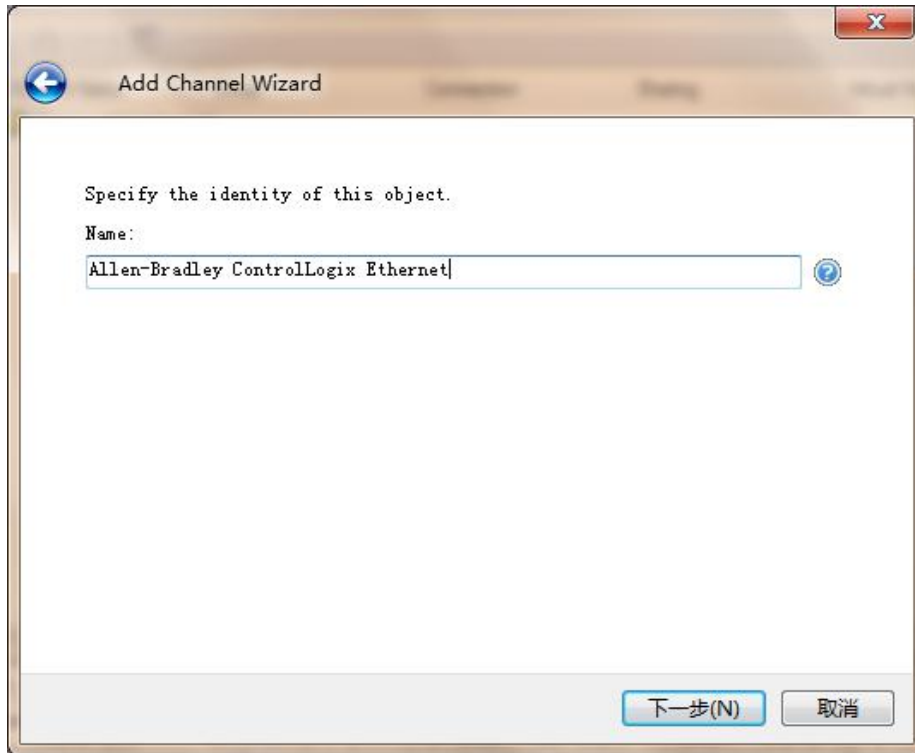 Add Channel Wizard
Specify the identity of this object.
Name:
Allen-Bradley ControlLogix Ethernet
下一步(N)
取消